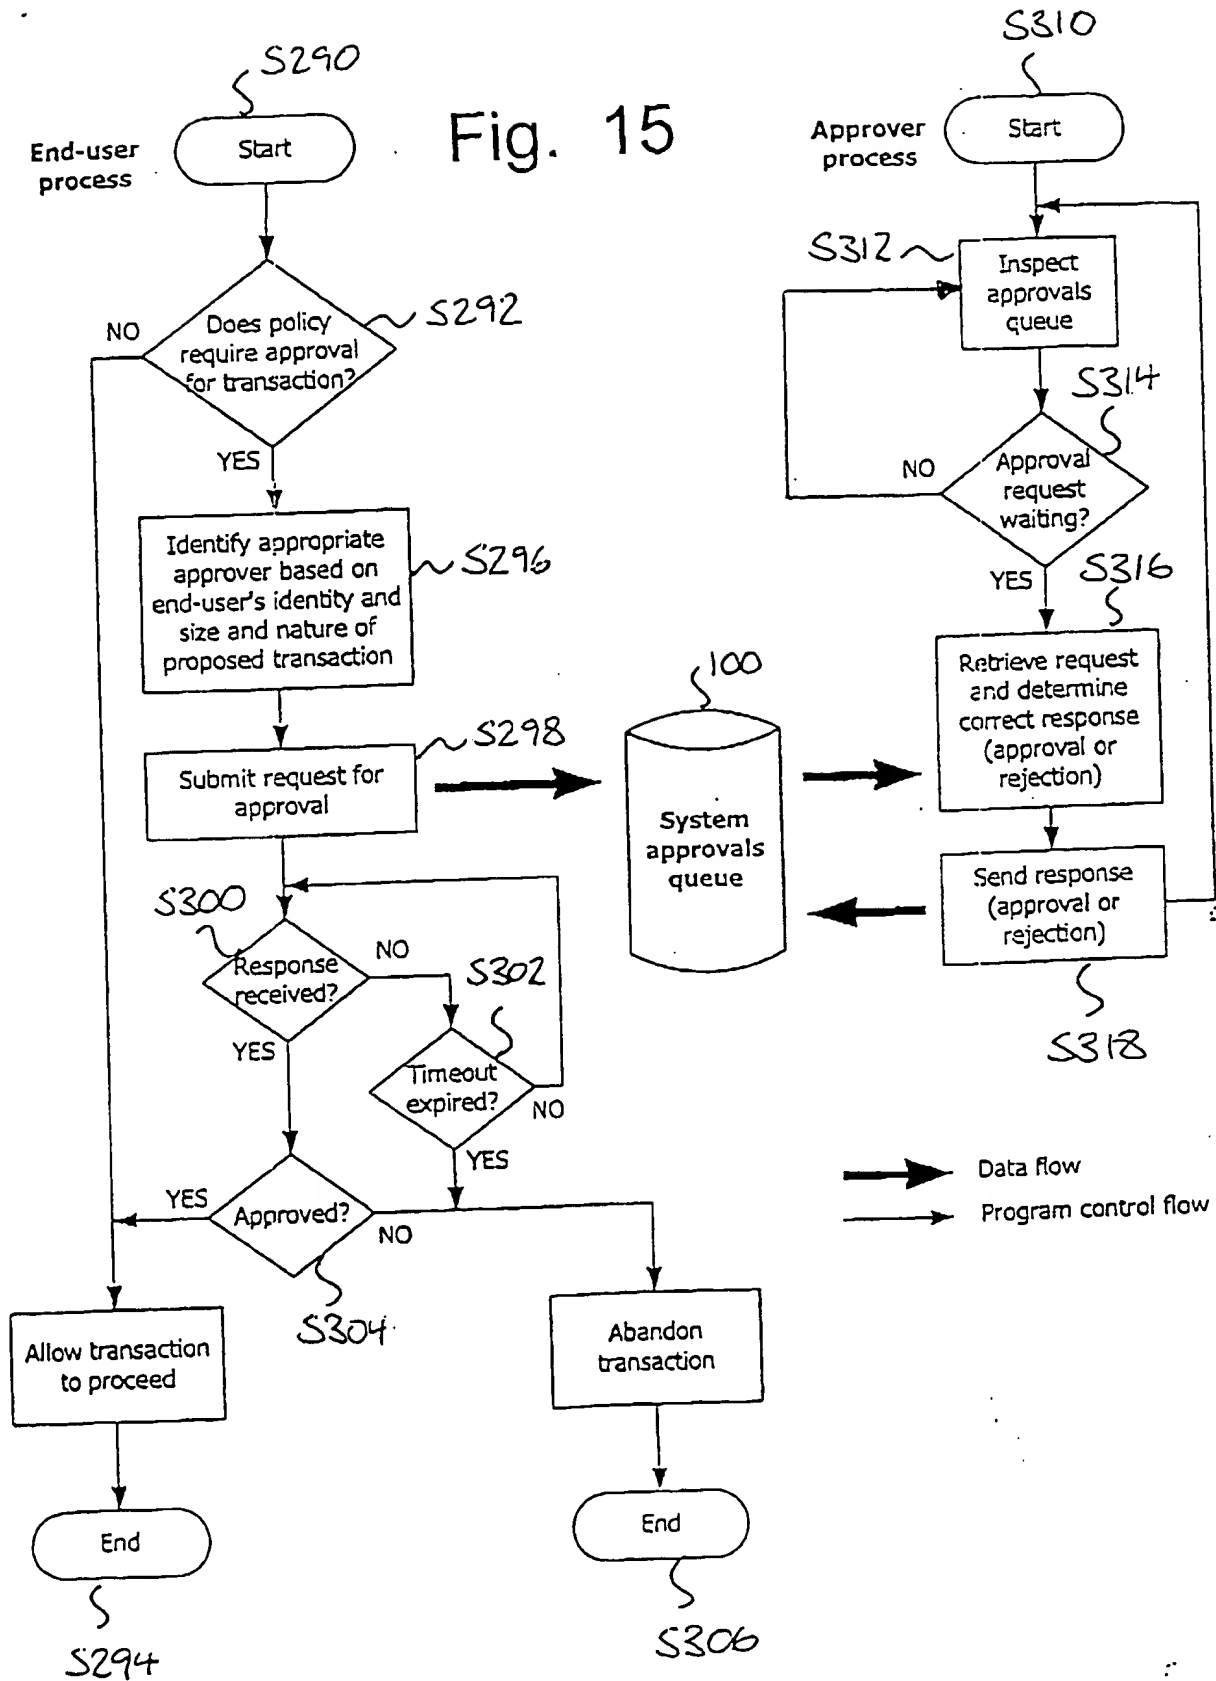 Fig. 15
End-user
process
S290
Start
Does policy
require approval
for transaction?
S292
NO
YES
Identify appropriate
approver based on
end-user's identity and
size and nature of
proposed transaction
S296
Submit request for
approval
S298
S300
Response
received?
NO
YES
S302
Timeout
expired?
NO
YES
Approved?
YES
NO
S304
Allow transaction
to proceed
End
S294
Abandon
transaction
End
S306
100
System
approvals
queue
Approver
process
S310
Start
S312
Inspect
approvals
queue
S314
Approval
request
waiting?
NO
YES
S316
Retrieve request
and determine
correct response
(approval or
rejection)
Send response
(approval or
rejection)
S318
Data flow
Program control flow